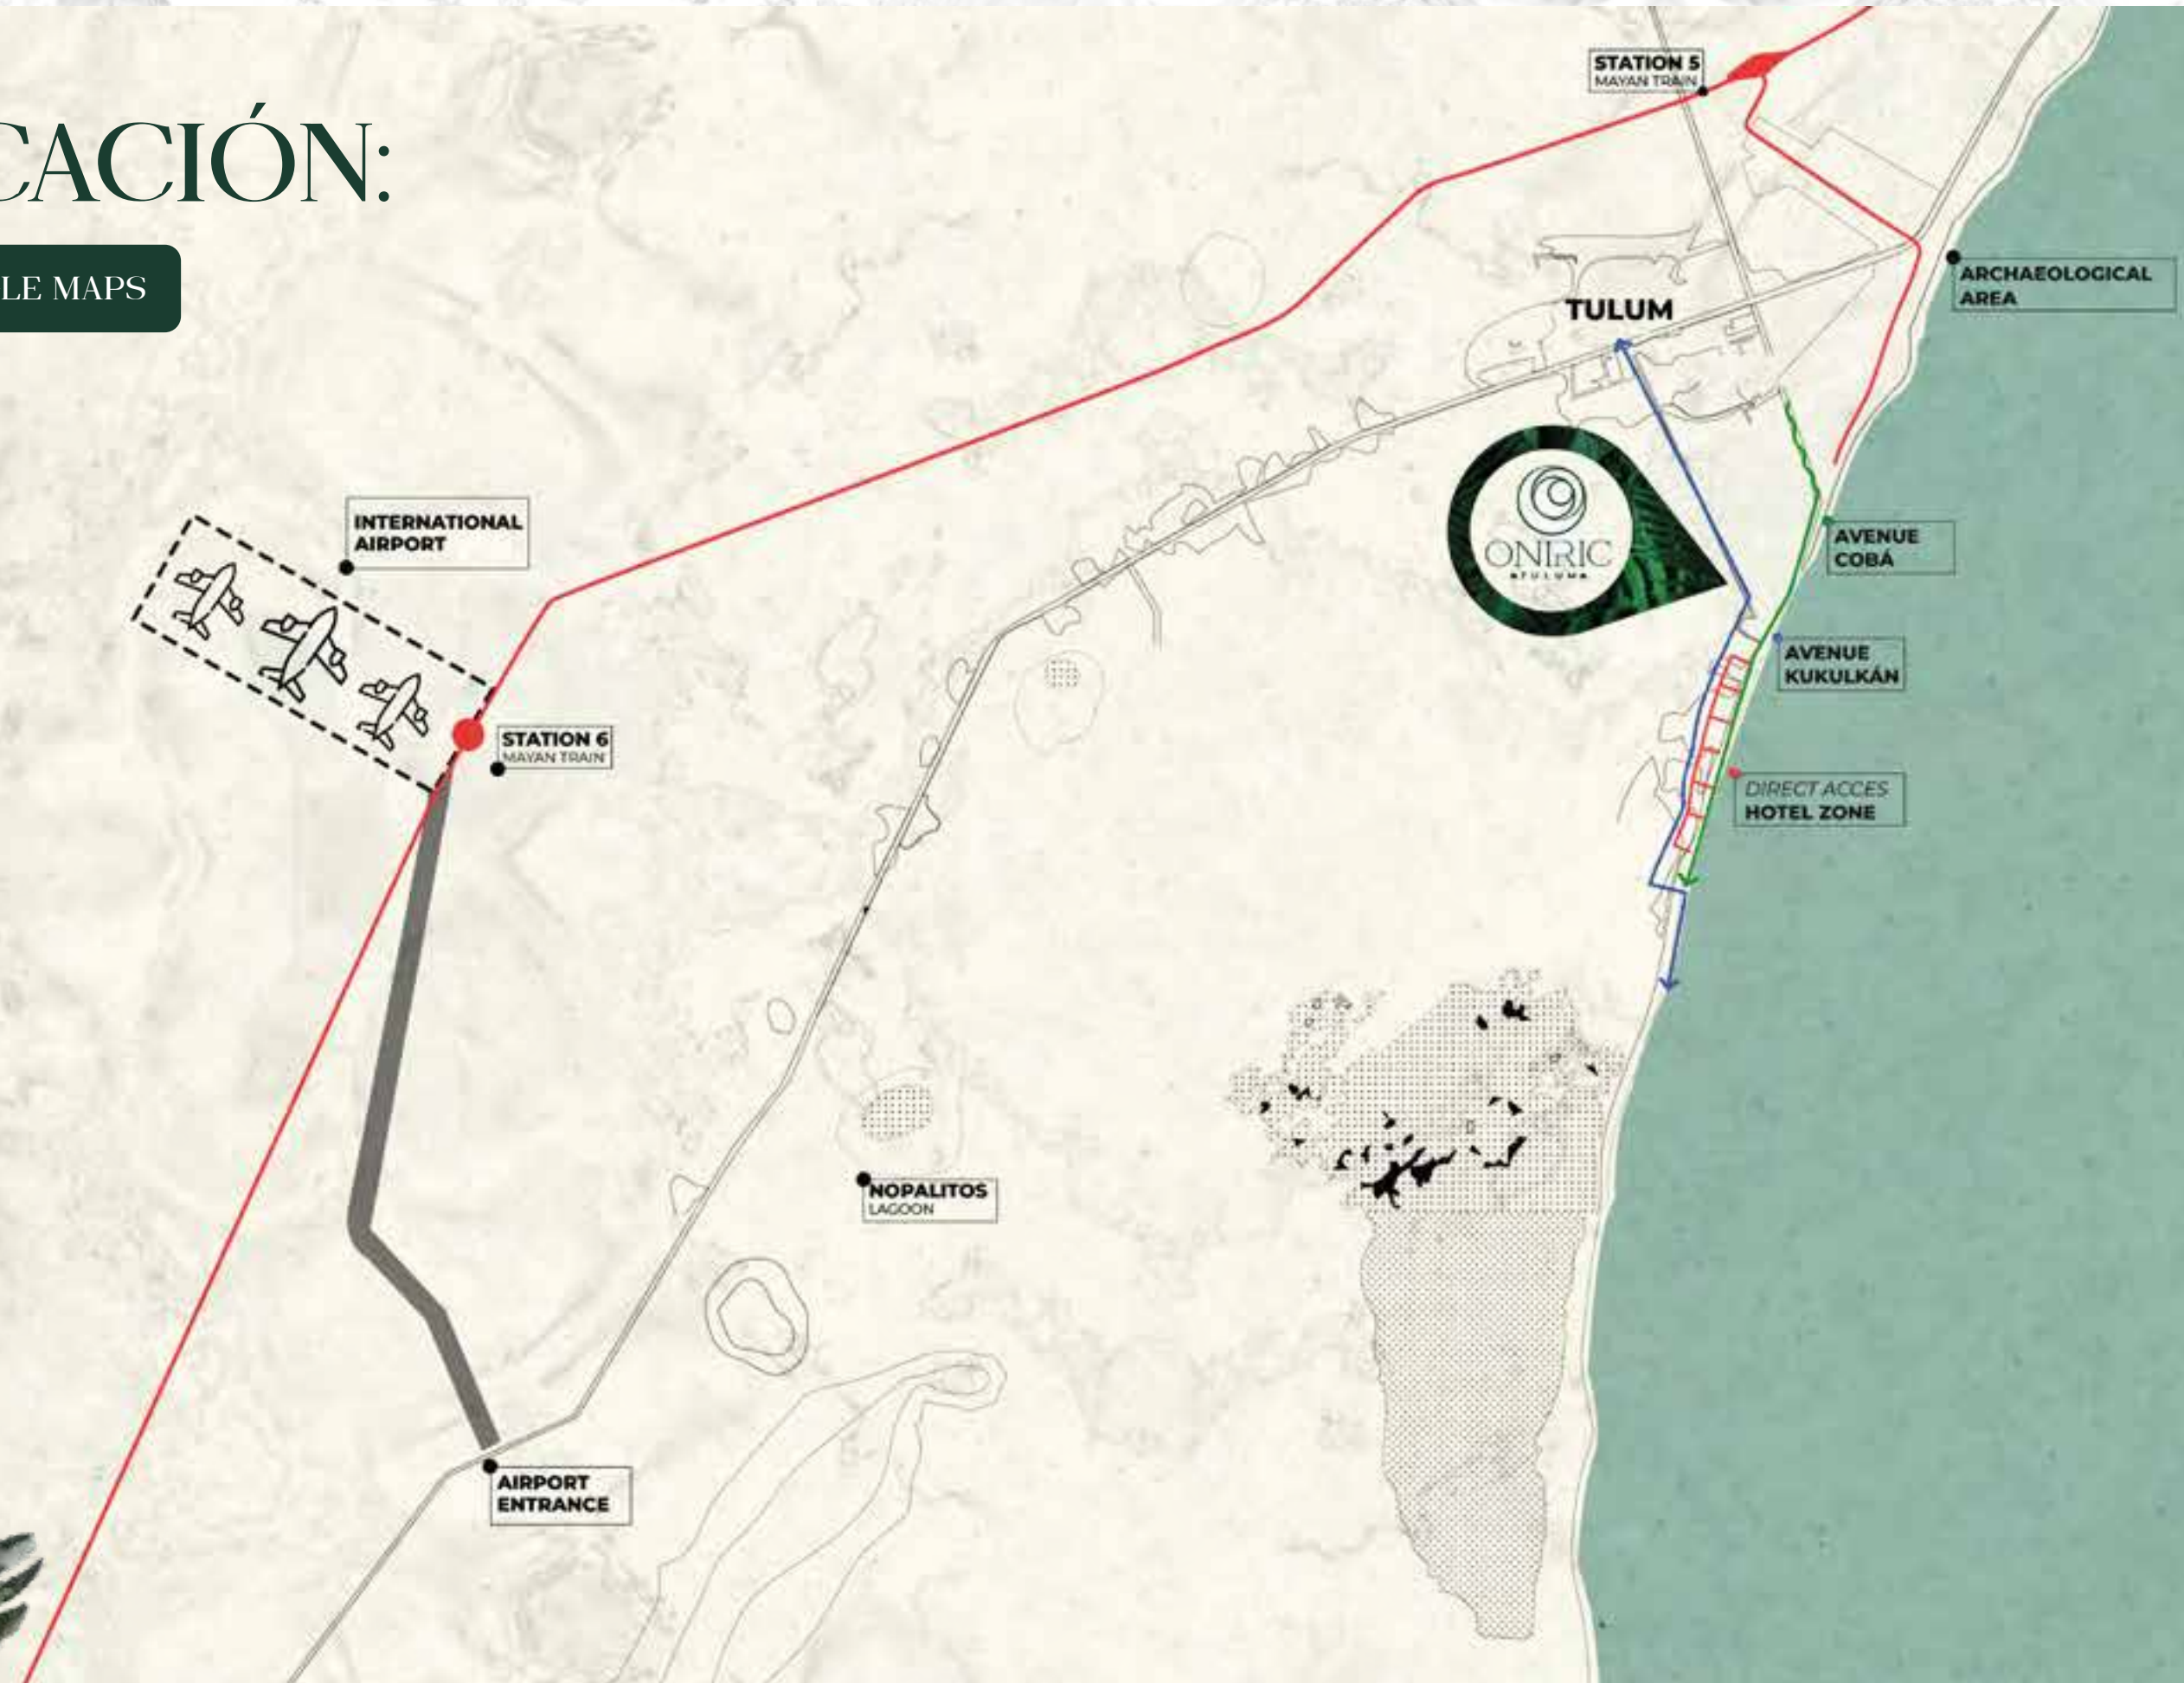 CACIÓN:
LE MAPS
STATION 5
MAYAN TRAIN
ARCHAEOLOGICAL
AREA
TULUM
INTERNATIONAL
AIRPORT
ONIRIC
TULUM
AVENUE
COBÁ
AVENUE
KUKULKÁN
STATION 6
MAYAN TRAIN
DIRECT ACCES
HOTEL ZONE
NOPALITOS
LAGOON
AIRPORT
ENTRANCE